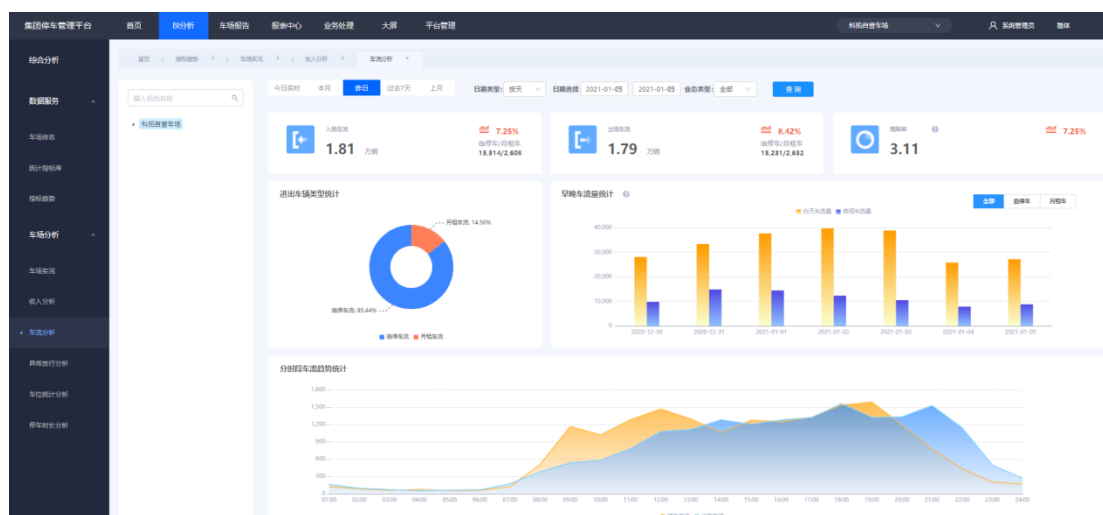 集团停车管理平台 首页 BI分析 车场报告 报表中心 业务处理 大屏 平台管理 科拓自营车场 系统管理员 简体
综合分析
数据服务
车场排名
统计指标库
指标趋势
车场分析
车场实况
收入分析
车流分析
异常放行分析
车位统计分析
停车时长分析
首页 指标趋势 × 车场实况 × 收入分析 × 车流分析 ×
输入机构名称
科拓自营车场
今日实时 本月 昨日 过去7天 上月 日期类型: 按天 日期选择 2021-01-05 2021-01-05 业态类型: 全部 查询
入场车流
1.81 万辆
7.25%
临停车/月租车
15,514/2,608
出场车流
1.79 万辆
8.42%
临停车/月租车
15,231/2,632
周转率
3.11
7.25%
进出车辆类型统计
月租车流: 14.56%
临停车流: 85.44%
临停车流 月租车流
早晚车流量统计
全部 临停车 月租车
白天车流量 夜间车流量
40,000
30,000
20,000
10,000
0
2020-12-30 2020-12-31 2021-01-01 2021-01-02 2021-01-03 2021-01-04 2021-01-05
分时段车流趋势统计
1,800
1,500
1,200
900
600
300
0
01:00 02:00 03:00 04:00 05:00 06:00 07:00 08:00 09:00 10:00 11:00 12:00 13:00 14:00 15:00 16:00 17:00 18:00 19:00 20:00 21:00 22:00 23:00 24:00